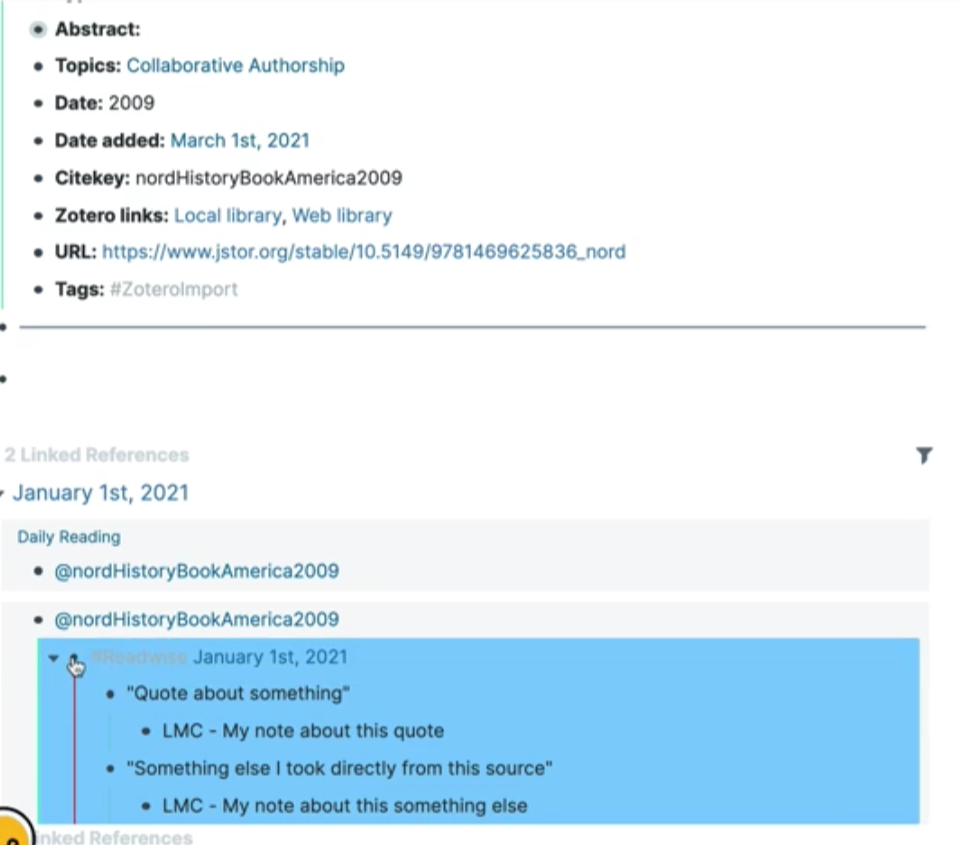 Abstract:
Topics: Collaborative Authorship
Date: 2009
Date added: March 1st, 2021
Citekey: nordHistoryBookAmerica2009
Zotero links: Local library, Web library
URL: https://www.jstor.org/stable/10.5149/9781469625836_nord
Tags: #ZoteroImport
2 Linked References
January 1st, 2021
Daily Reading
@nordHistoryBookAmerica2009
@nordHistoryBookAmerica2009
#Readwise January 1st, 2021
"Quote about something"
LMC - My note about this quote
"Something else I took directly from this source"
LMC - My note about this something else
nked References